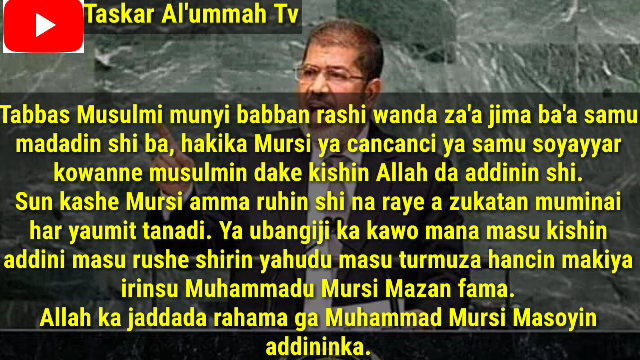 Taskar Al'ummah Tv
Tabbas Musulmi munyi babban rashi wanda za'a jima ba'a samu
madadin shi ba, hakika Mursi ya cancanci ya samu soyayyar
kowanne musulmin dake kishin Allah da addinin shi.
Sun kashe Mursi amma ruhin shi na raye a zukatan muminai
har yaumit tanadi. Ya ubangiji ka kawo mana masu kishin
addini masu rushe shirin yahudu masu turmuza hancin makiya
irinsu Muhammadu Mursi Mazan fama.
Allah ka jaddada rahama ga Muhammad Mursi Masoyin
addininka.